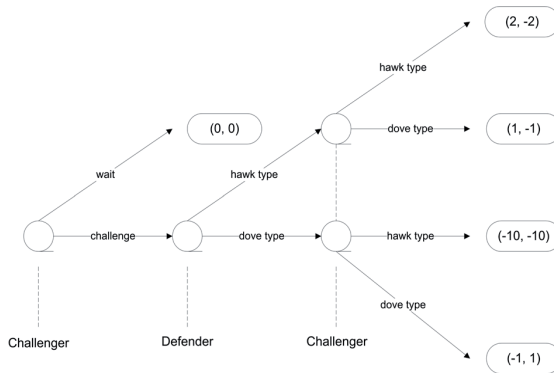 (2, -2)
hawk type
(0, 0)
dove type
(1, -1)
wait
hawk type
challenge
dove type
hawk type
(-10, -10)
dove type
Challenger
Defender
Challenger
(-1, 1)